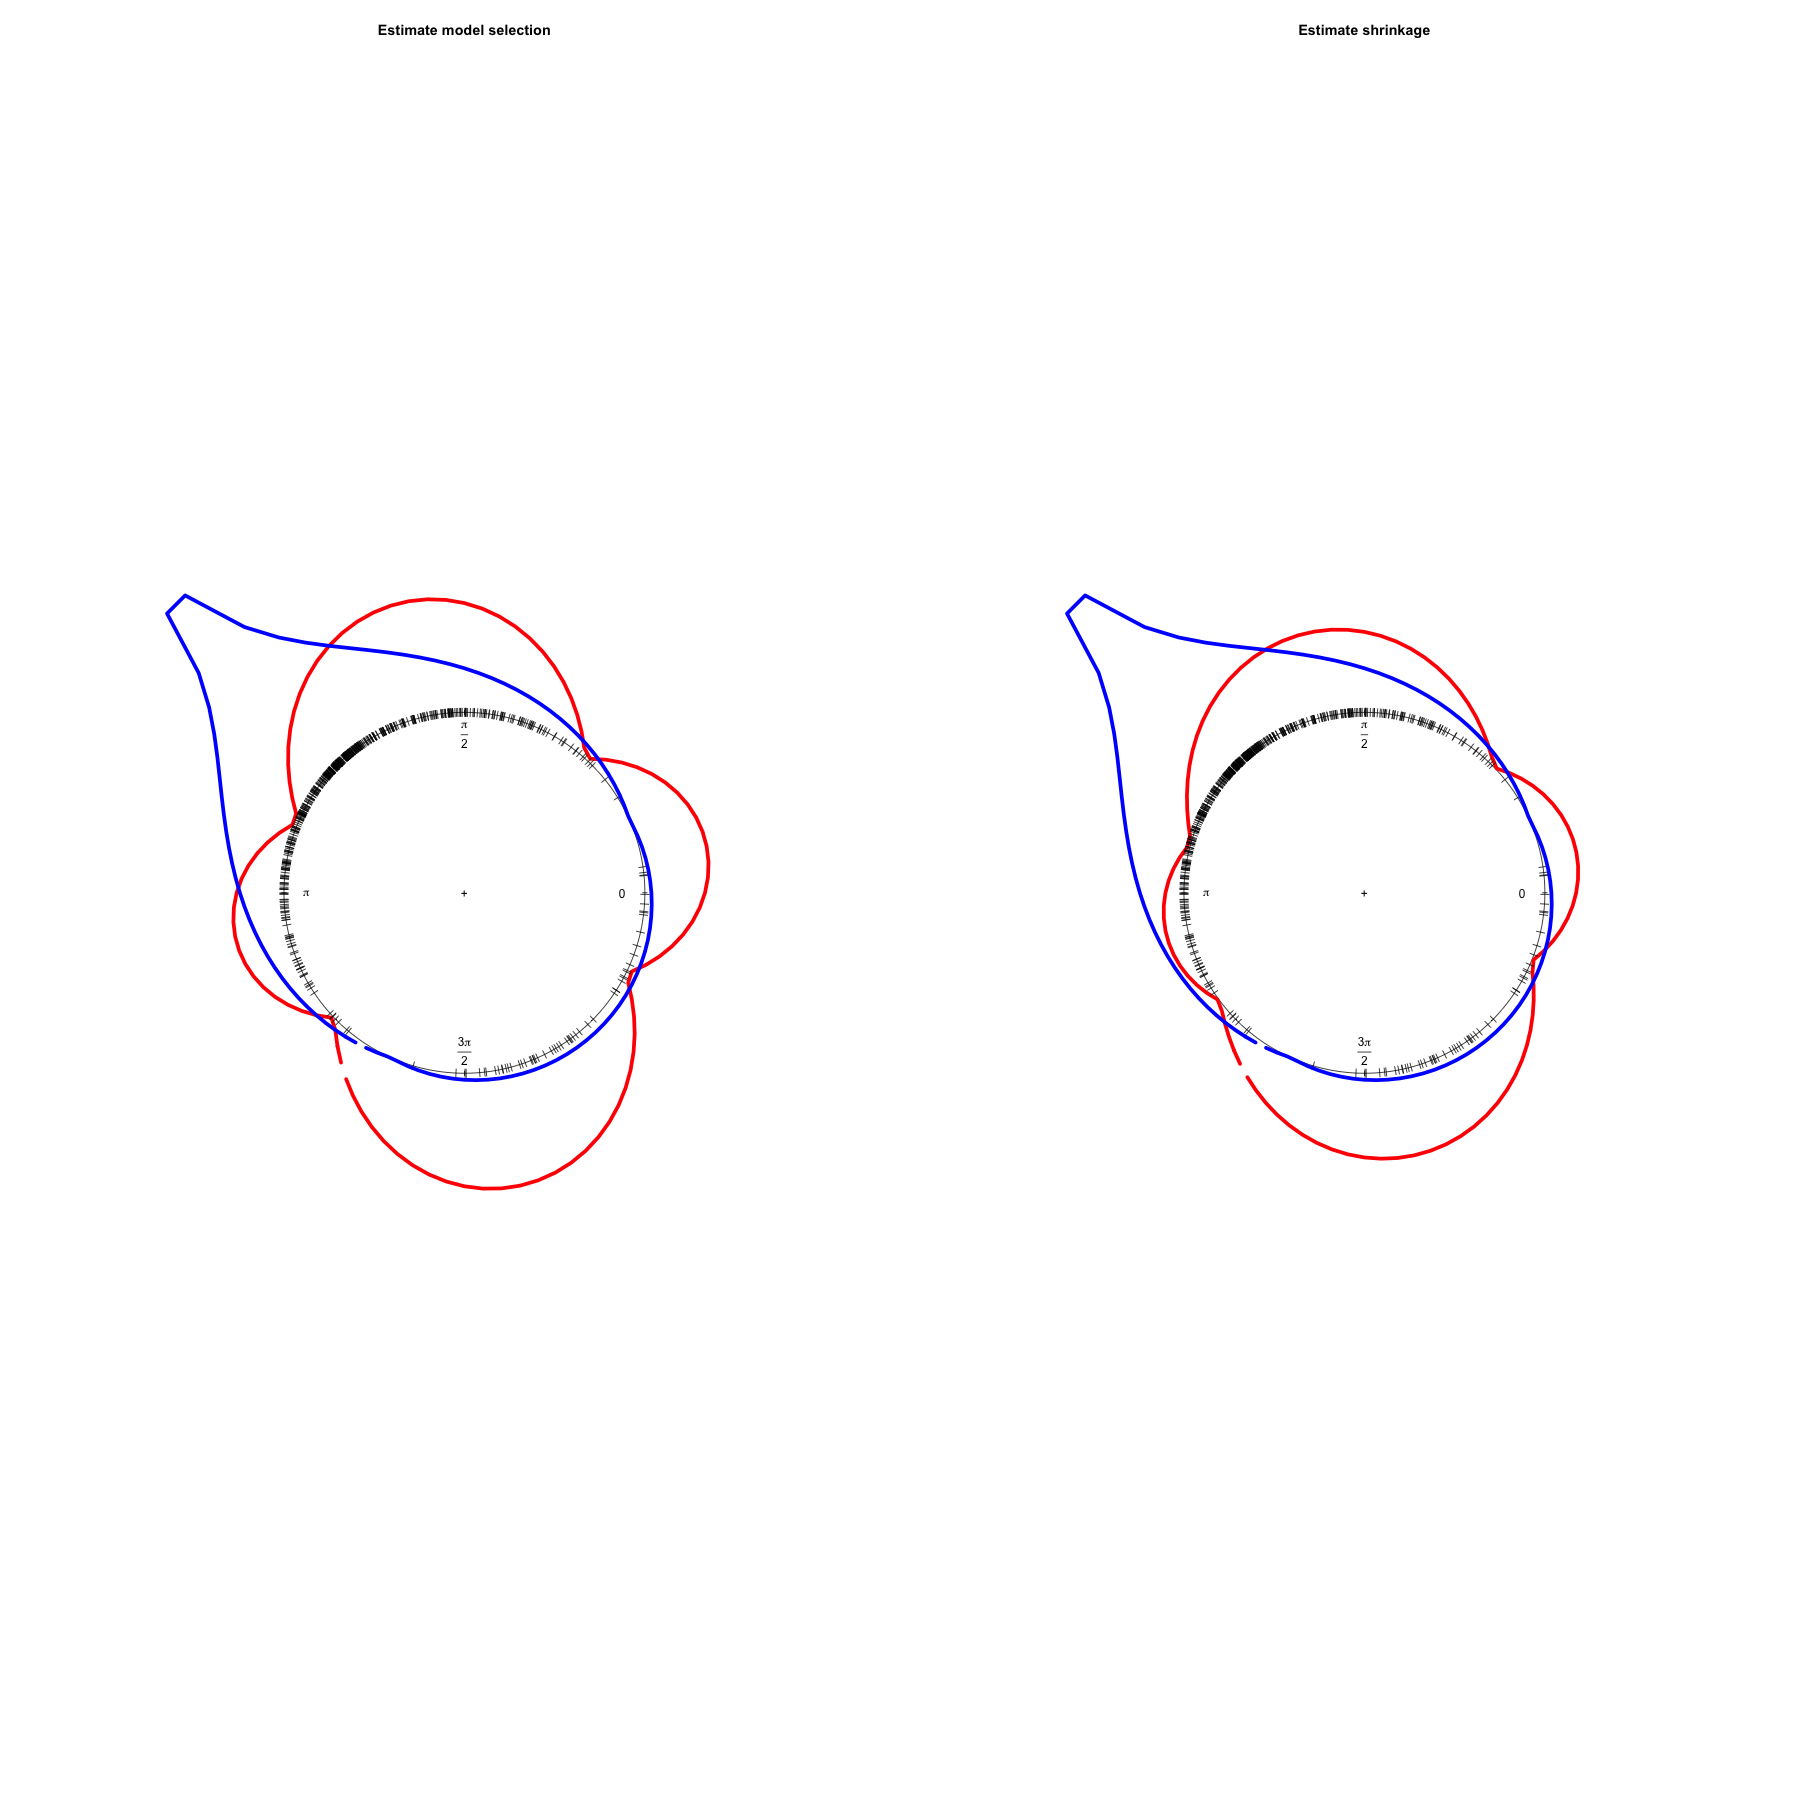 Estimate model selection
Estimate shrinkage
π
2
π
0
+
3π
2
π
2
π
0
+
3π
2